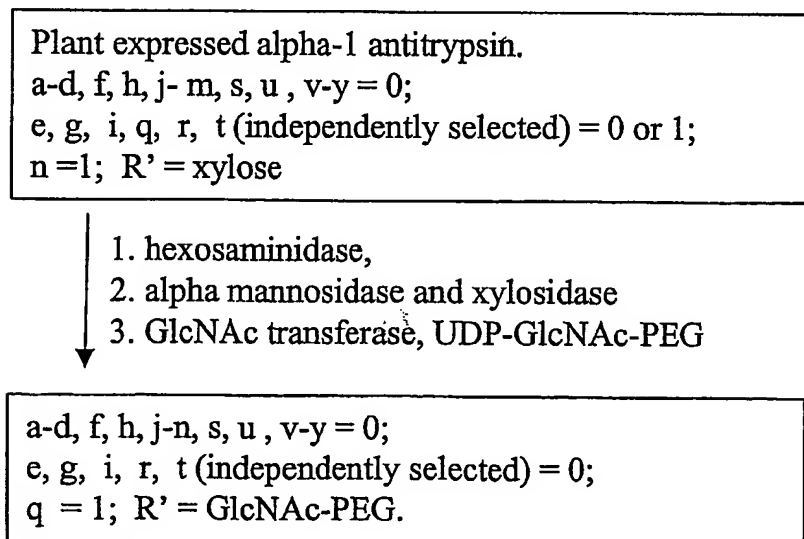 Plant expressed alpha-1 antitrypsin.
a-d, f, h, j- m, s, u , v-y = 0;
e, g, i, q, r, t (independently selected) = 0 or 1;
n =1; R’ = xylose
1. hexosaminidase,
2. alpha mannosidase and xylosidase
3. GlcNAc transferase, UDP-GlcNAc-PEG
a-d, f, h, j-n, s, u , v-y = 0;
e, g, i, r, t (independently selected) = 0;
q = 1; R’ = GlcNAc-PEG.